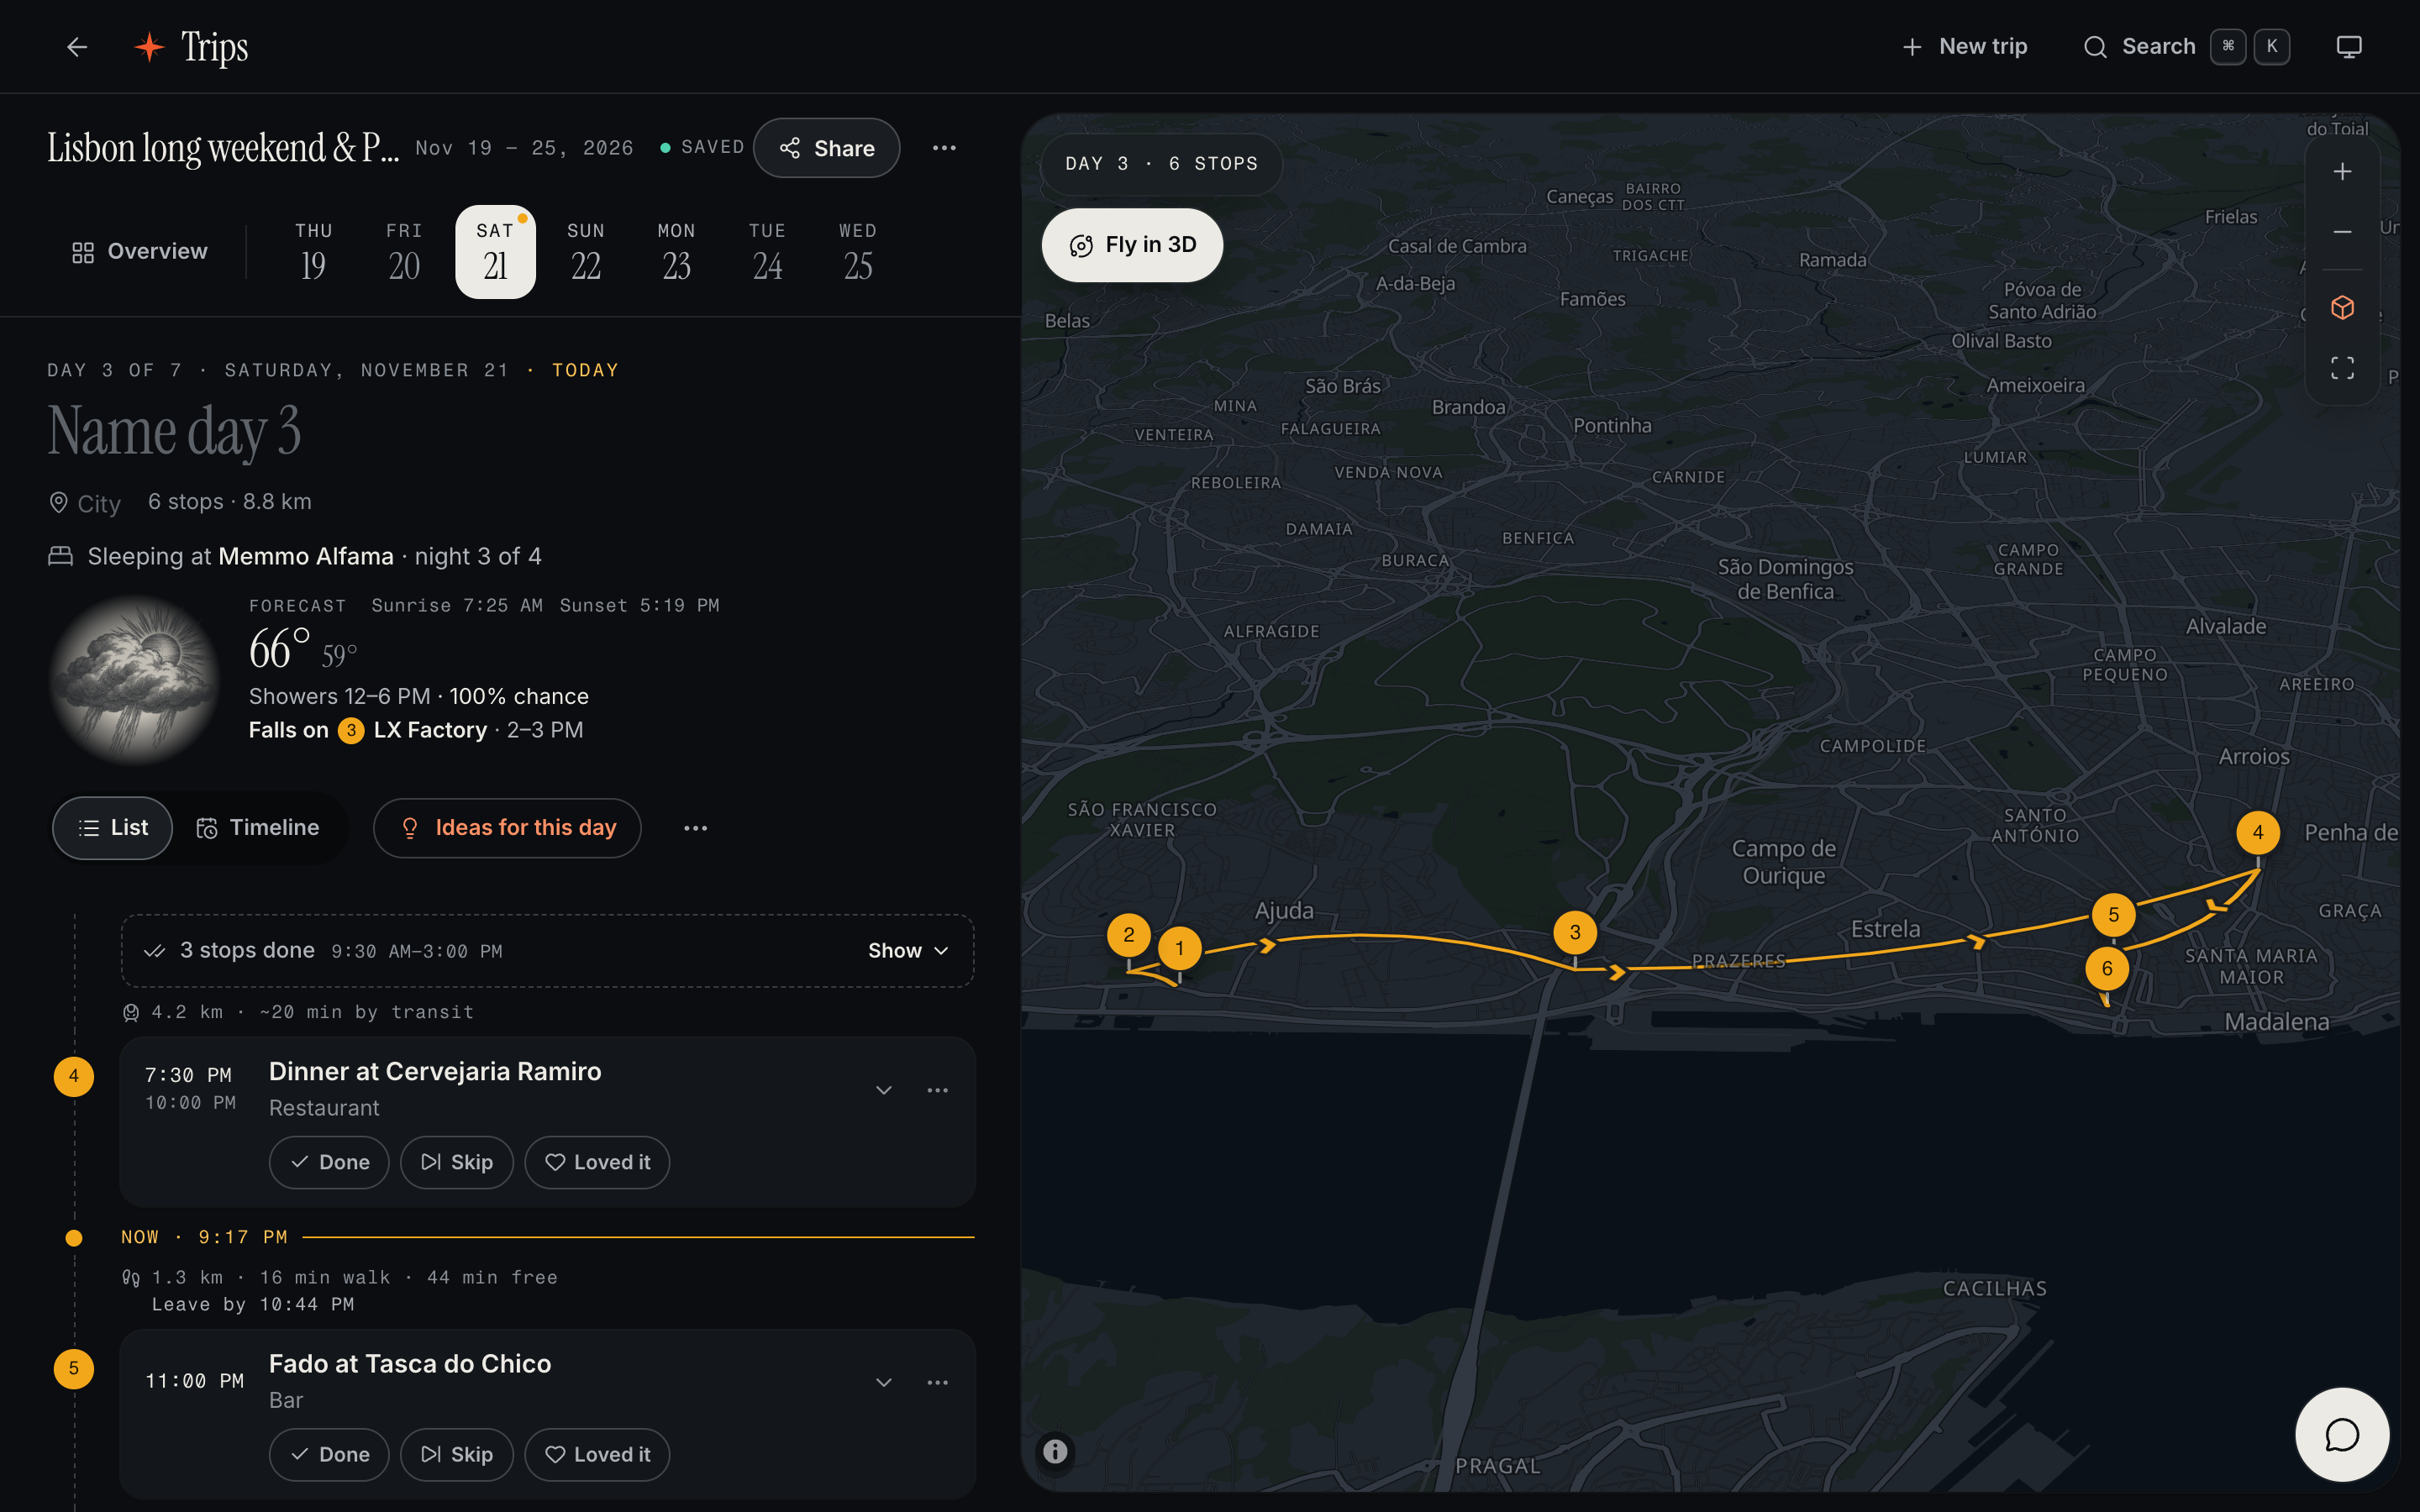 Trips
New trip
Search ⌘ K
Lisbon long weekend & P...
Nov 19 – 25, 2026
SAVED
Share
Overview
THU 19
FRI 20
SAT 21
SUN 22
MON 23
TUE 24
WED 25
DAY 3 OF 7 · SATURDAY, NOVEMBER 21 · TODAY
Name day 3
City 6 stops · 8.8 km
Sleeping at Memmo Alfama · night 3 of 4
FORECAST Sunrise 7:25 AM Sunset 5:19 PM
66° 59°
Showers 12–6 PM · 100% chance
Falls on 3 LX Factory · 2–3 PM
List
Timeline
Ideas for this day
3 stops done 9:30 AM–3:00 PM
Show
4.2 km · ~20 min by transit
4
7:30 PM
10:00 PM
Dinner at Cervejaria Ramiro
Restaurant
Done
Skip
Loved it
NOW · 9:17 PM
1.3 km · 16 min walk · 44 min free
Leave by 10:44 PM
5
11:00 PM
Fado at Tasca do Chico
Bar
Done
Skip
Loved it
DAY 3 · 6 STOPS
Fly in 3D
do Toial
Caneças
BAIRRO
DOS CTT
Frielas
Casal de Cambra
TRIGACHE
Ramada
A-da-Beja
Famões
Póvoa de
Santo Adrião
Belas
Olival Basto
São Brás
Ameixoeira
MINA
Brandoa
VENTEIRA
FALAGUEIRA
Pontinha
LUMIAR
VENDA NOVA
CARNIDE
REBOLEIRA
DAMAIA
BENFICA
BURACA
CAMPO
GRANDE
São Domingos
de Benfica
ALFRAGIDE
Alvalade
CAMPO
PEQUENO
AREEIRO
CAMPOLIDE
Arroios
SÃO FRANCISCO
XAVIER
SANTO
ANTÓNIO
4
Penha de
Campo de
Ourique
Ajuda
Estrela
GRAÇA
2
1
3
5
6
PRAZERES
SANTA MARIA
MAIOR
Madalena
CACILHAS
PRAGAL